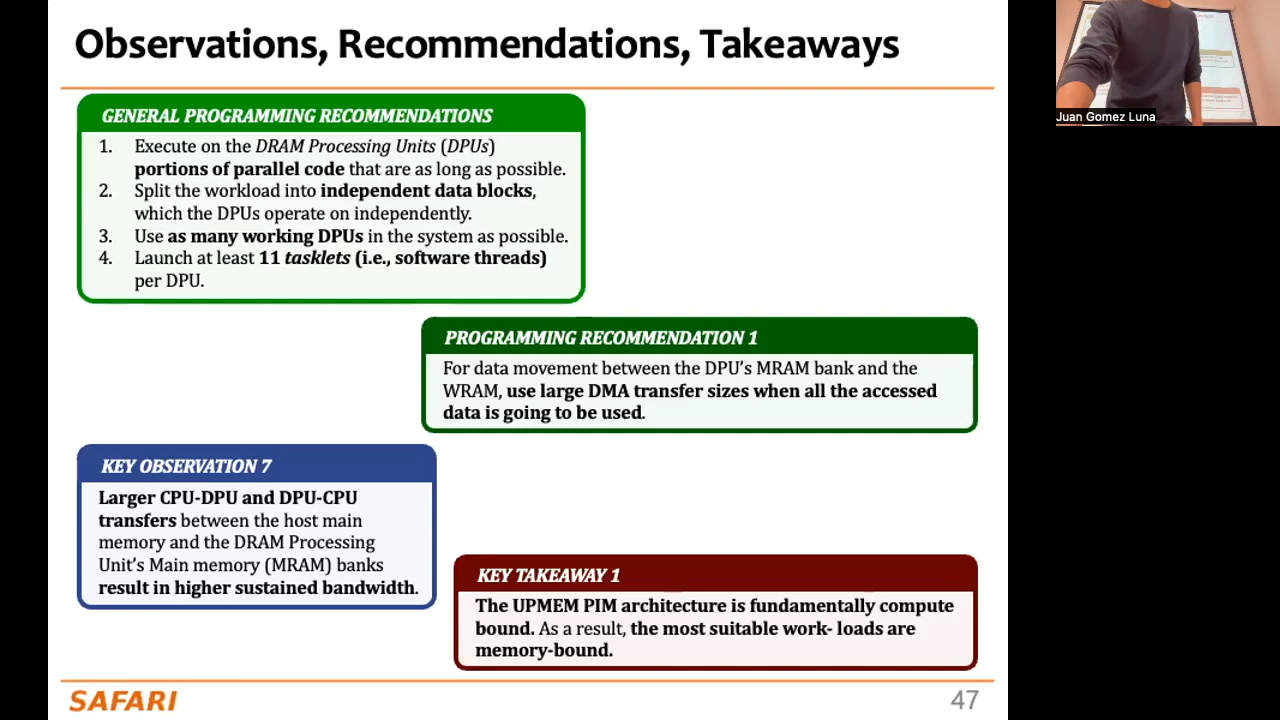 Observations, Recommendations, Takeaways
GENERAL PROGRAMMING RECOMMENDATIONS
1. Execute on the DRAM Processing Units (DPUs)
portions of parallel code that are as long as possible.
2. Split the workload into independent data blocks,
which the DPUs operate on independently.
3. Use as many working DPUs in the system as possible.
4. Launch at least 11 tasklets (i.e., software threads)
per DPU.
PROGRAMMING RECOMMENDATION 1
For data movement between the DPU's MRAM bank and the
WRAM, use large DMA transfer sizes when all the accessed
data is going to be used.
KEY OBSERVATION 7
Larger CPU-DPU and DPU-CPU
transfers between the host main
memory and the DRAM Processing
Unit's Main memory (MRAM) banks
result in higher sustained bandwidth.
KEY TAKEAWAY 1
The UPMEM PIM architecture is fundamentally compute
bound. As a result, the most suitable work- loads are
memory-bound.
SAFARI
47
Juan Gomez Luna